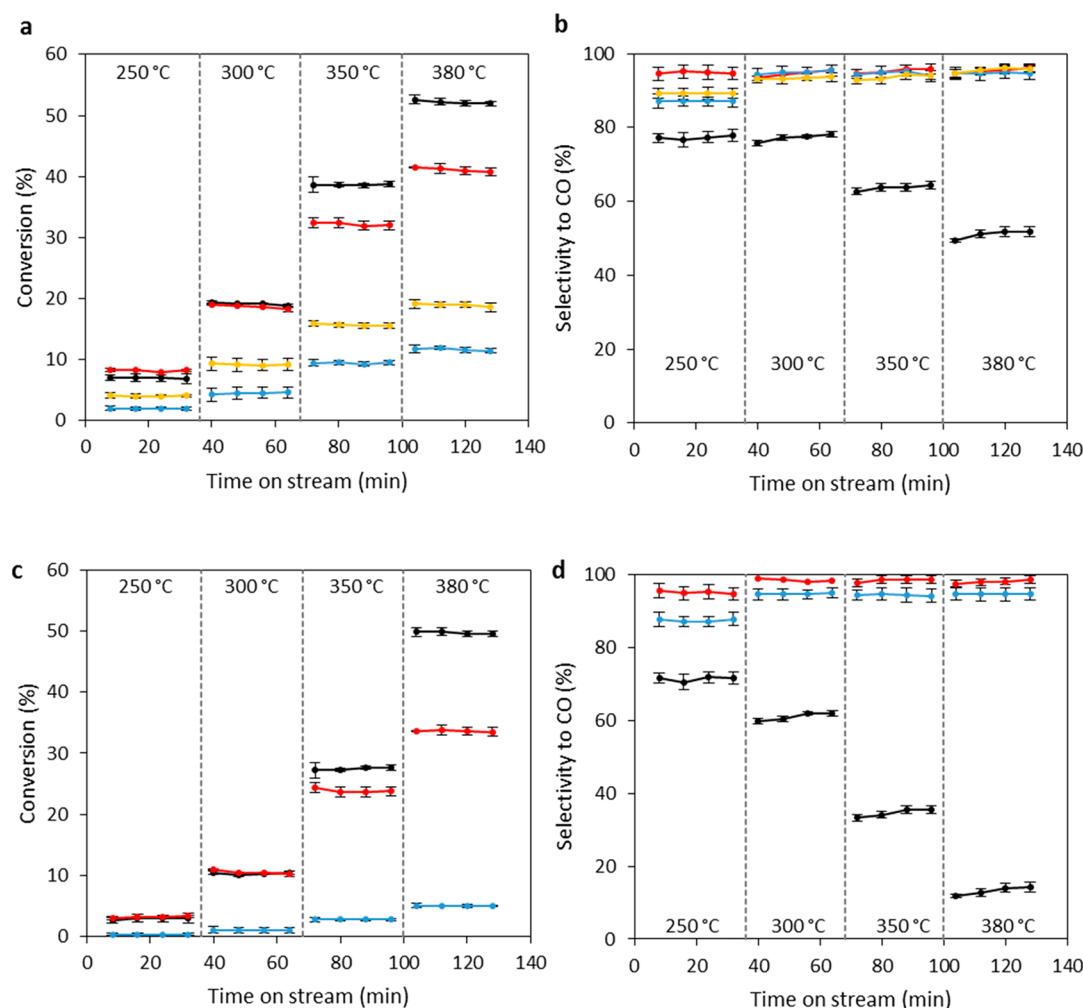 a
60
50
40
30
20
10
0
Conversion (%)
250 °C 300 °C 350 °C 380 °C
0 20 40 60 80 100 120 140
Time on stream (min)
b
100
80
60
40
20
0
Selectivity to CO (%)
250 °C 300 °C 350 °C 380 °C
0 20 40 60 80 100 120 140
Time on stream (min)
c
60
50
40
30
20
10
0
Conversion (%)
250 °C 300 °C 350 °C 380 °C
0 20 40 60 80 100 120 140
Time on stream (min)
d
100
80
60
40
20
0
Selectivity to CO (%)
250 °C 300 °C 350 °C 380 °C
0 20 40 60 80 100 120 140
Time on stream (min)